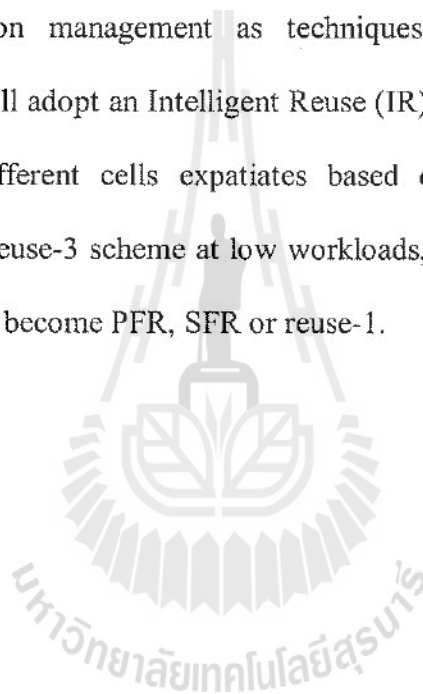 on management as techniques
ll adopt an Intelligent Reuse (IR)
fferent cells expatiates based
euse-3 scheme at low workloads,
become PFR, SFR or reuse-1.
มหาวิทยาลัยเทคโนโลยีสุรนารี